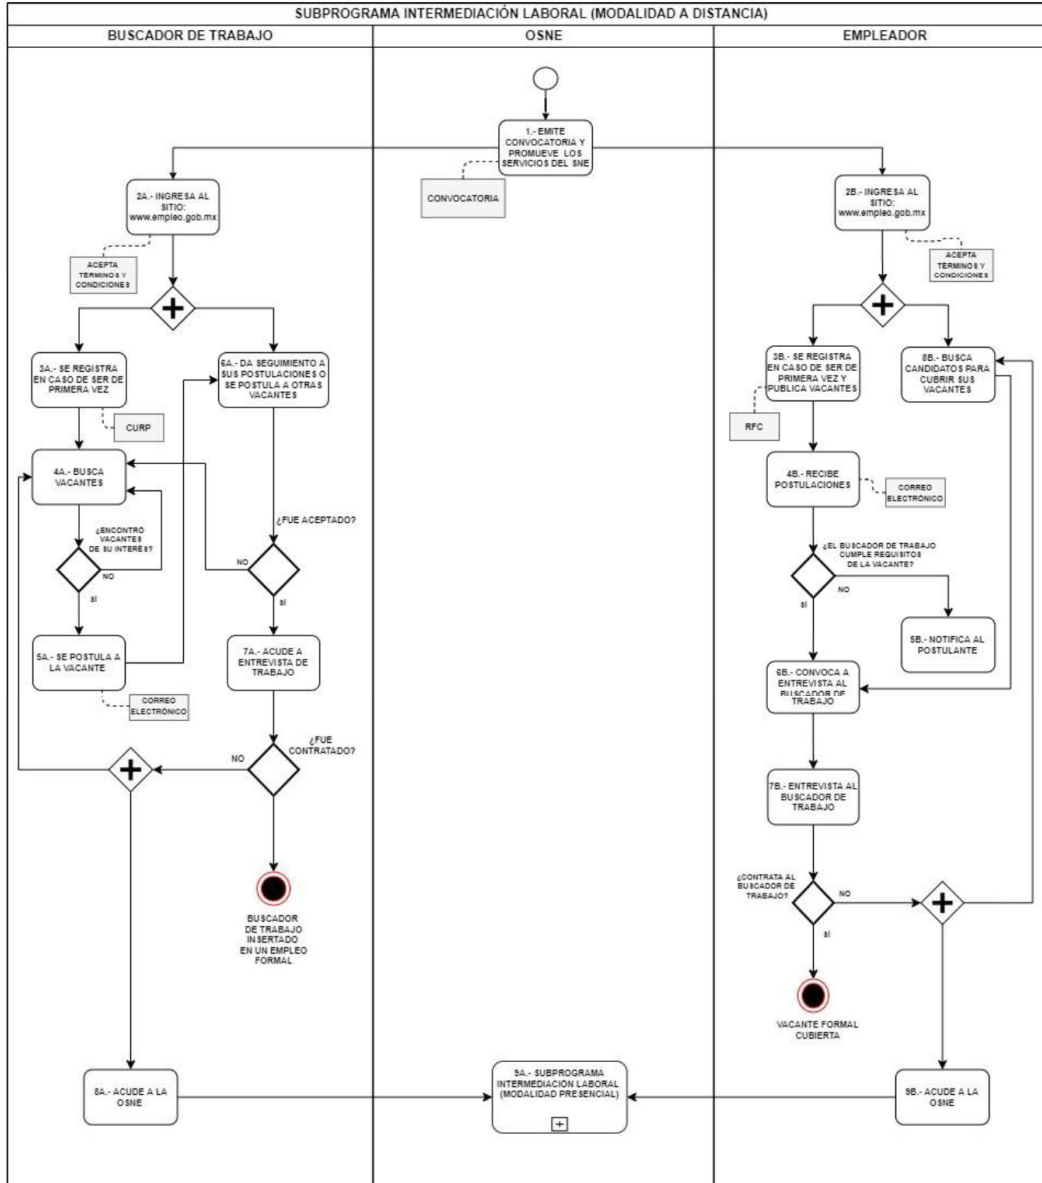 SUBPROGRAMA INTERMEDIACIÓN LABORAL (MODALIDAD A DISTANCIA)
BUSCADOR DE TRABAJO
OSNE
EMPLEADOR
1.- EMITE
CONVOCATORIA Y
PROMUEVE LOS
SERVICIOS DEL SNE
CONVOCATORIA
2A.- INGRESA AL
SITIO:
www.empleo.gob.mx
ACEPTA
TÉRMINOS Y
CONDICIONES
3A.- SE REGISTRA
EN CASO DE SER DE
PRIMERA VEZ
CURP
6A.- DA SEGUIMIENTO A
SUS POSTULACIONES O
SE POSTULA A OTRAS
VACANTES
4A.- BUSCA
VACANTES
¿ENCONTRÓ
VACANTES
DE SU INTERÉS?
NO
SÍ
¿FUE ACEPTADO?
NO
SÍ
5A.- SE POSTULA A
LA VACANTE
CORREO
ELECTRÓNICO
7A.- ACUDE A
ENTREVISTA DE
TRABAJO
¿FUE
CONTRATADO?
NO
BUSCADOR
DE TRABAJO
INSERTADO
EN UN EMPLEO
FORMAL
8A.- ACUDE A LA
OSNE
9A.- SUBPROGRAMA
INTERMEDIACIÓN LABORAL
(MODALIDAD PRESENCIAL)
2B.- INGRESA AL
SITIO:
www.empleo.gob.mx
ACEPTA
TÉRMINOS Y
CONDICIONES
3B.- SE REGISTRA
EN CASO DE SER DE
PRIMERA VEZ Y
PUBLICA VACANTES
RFC
8B.- BUSCA
CANDIDATOS PARA
CUBRIR SUS
VACANTES
4B.- RECIBE
POSTULACIONES
CORREO
ELECTRÓNICO
¿EL BUSCADOR DE TRABAJO
CUMPLE REQUISITOS
DE LA VACANTE?
NO
SÍ
5B.- NOTIFICA AL
POSTULANTE
6B.- CONVOCA A
ENTREVISTA AL
BUSCADOR DE
TRABAJO
7B.- ENTREVISTA AL
BUSCADOR DE
TRABAJO
¿CONTRATA AL
BUSCADOR DE
TRABAJO?
NO
SÍ
VACANTE FORMAL
CUBIERTA
9B.- ACUDE A LA
OSNE